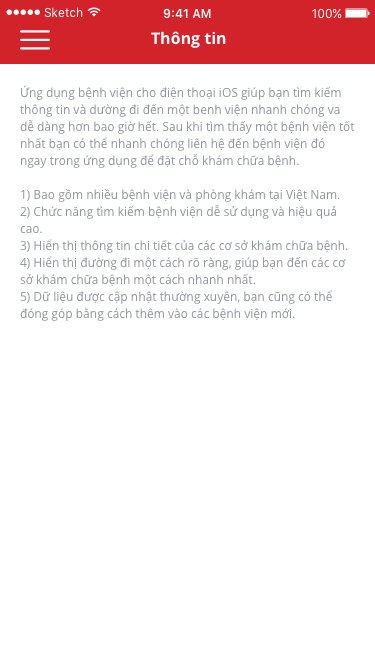 Sketch 9:41 AM 100%
Thông tin
Ứng dụng bệnh viện cho điện thoại iOS giúp bạn tìm kiếm
thông tin và dường đi đến một benh viện nhanh chóng va
dễ dàng hơn bao giờ hết. Sau khi tìm thấy một bệnh viện tốt
nhất bạn có thể nhanh chóng liên hệ đến bệnh viện đó
ngay trong ứng dụng để đặt chỗ khám chữa bệnh.
1) Bao gồm nhiều bệnh viện và phòng khám tại Việt Nam.
2) Chức năng tìm kiếm bệnh viện dễ sử dụng và hiệu quả
cao.
3) Hiển thị thông tin chi tiết của các cơ sở khám chữa bệnh.
4) Hiển thị đường đi một cách rõ ràng, giúp bạn đến các cơ
sở khám chữa bệnh một cách nhanh nhất.
5) Dữ liệu được cập nhật thường xuyên, bạn cũng có thể
đóng góp bằng cách thêm vào các bệnh viện mới.